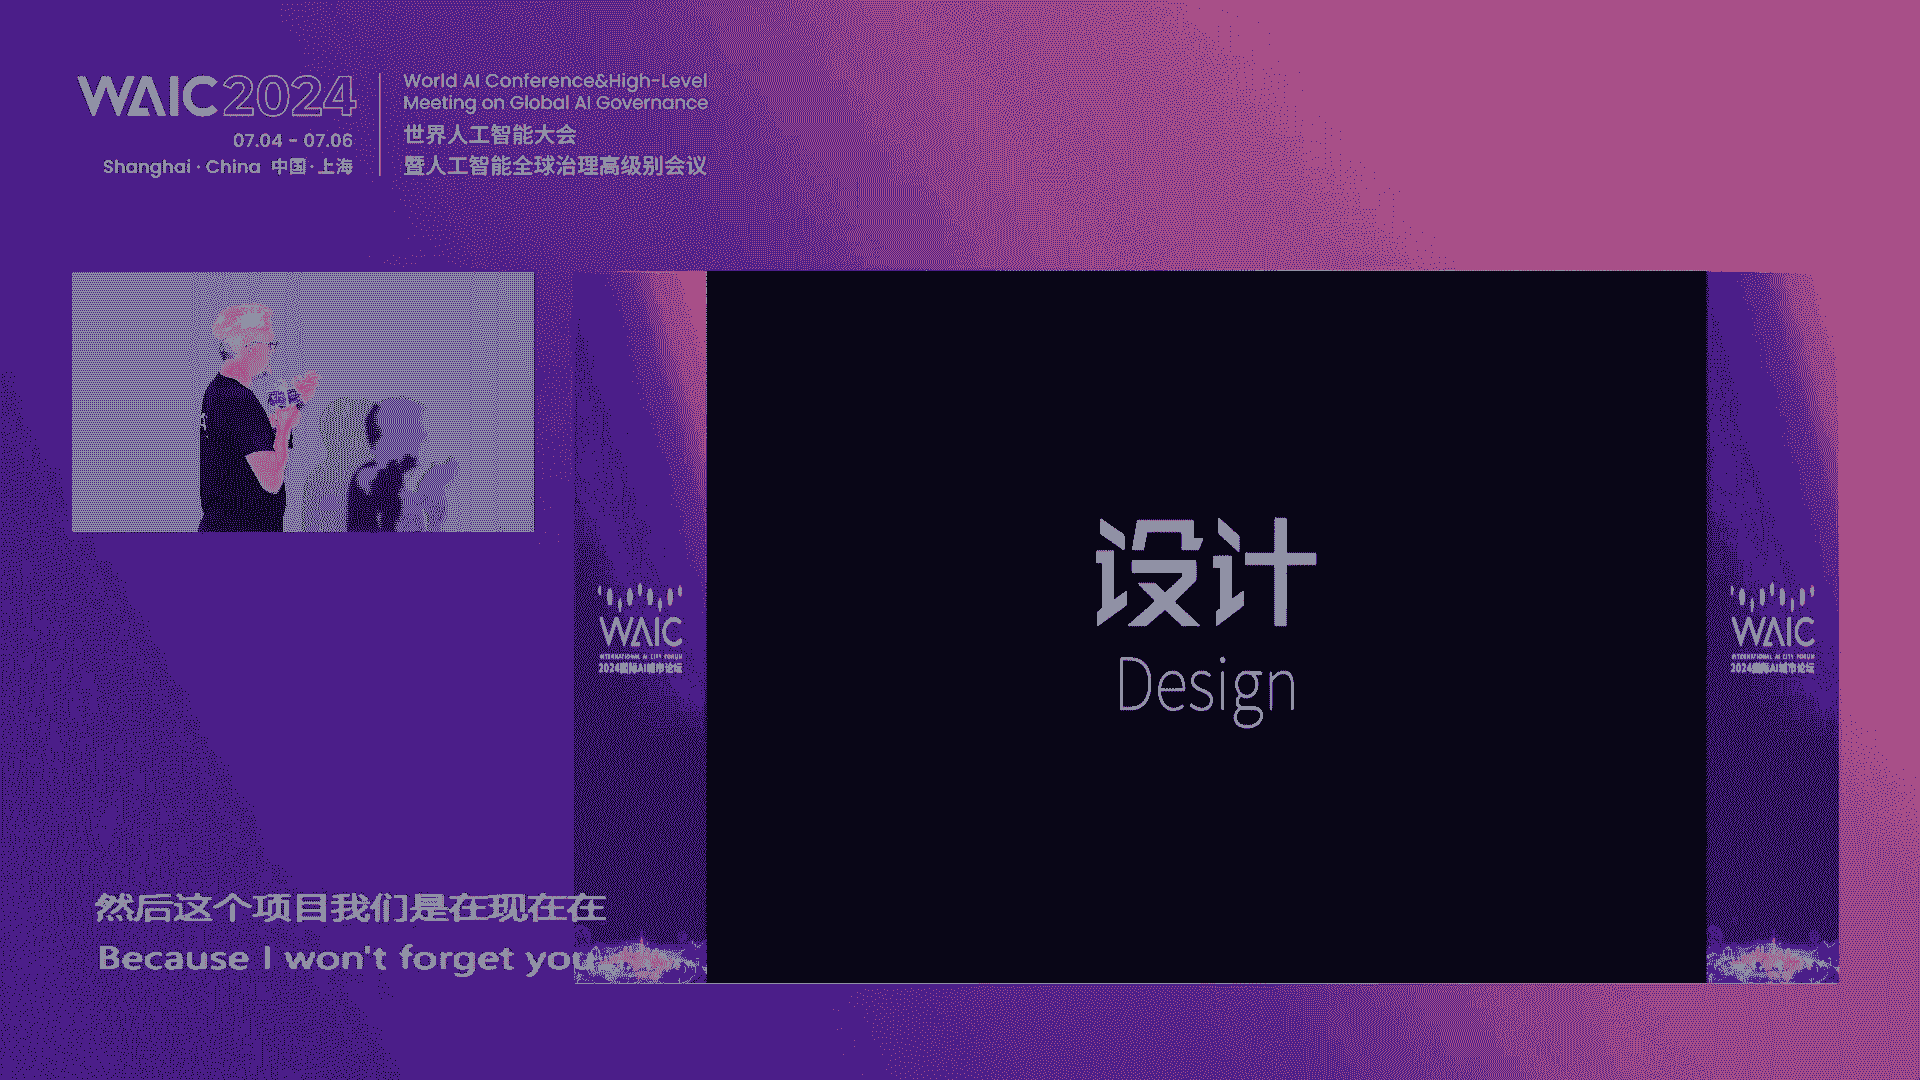 WAIC 2024
07.04 - 07.06
Shanghai · China 中国·上海
World AI Conference&High-Level
Meeting on Global AI Governance
世界人工智能大会
暨人工智能全球治理高级别会议
设计
Design
WAIC
INTERNATIONAL AI CITY FORUM
2024国际AI城市论坛
WAIC
INTERNATIONAL AI CITY FORUM
2024国际AI城市论坛
然后这个项目我们是在现在在
Because I won't forget you